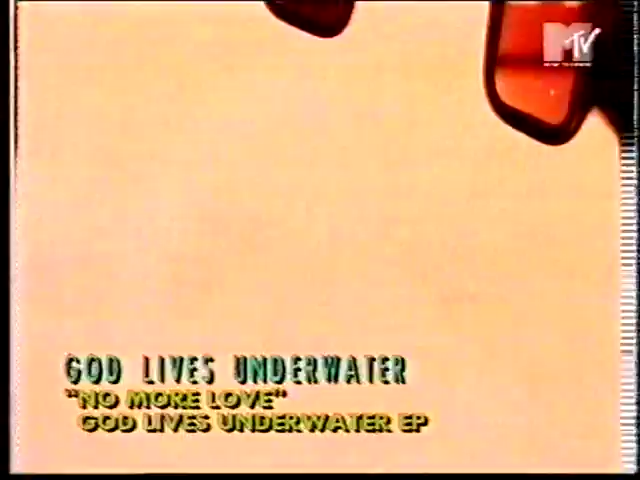 MTV
GOD LIVES UNDERWATER
"NO MORE LOVE"
GOD LIVES UNDERWATER EP